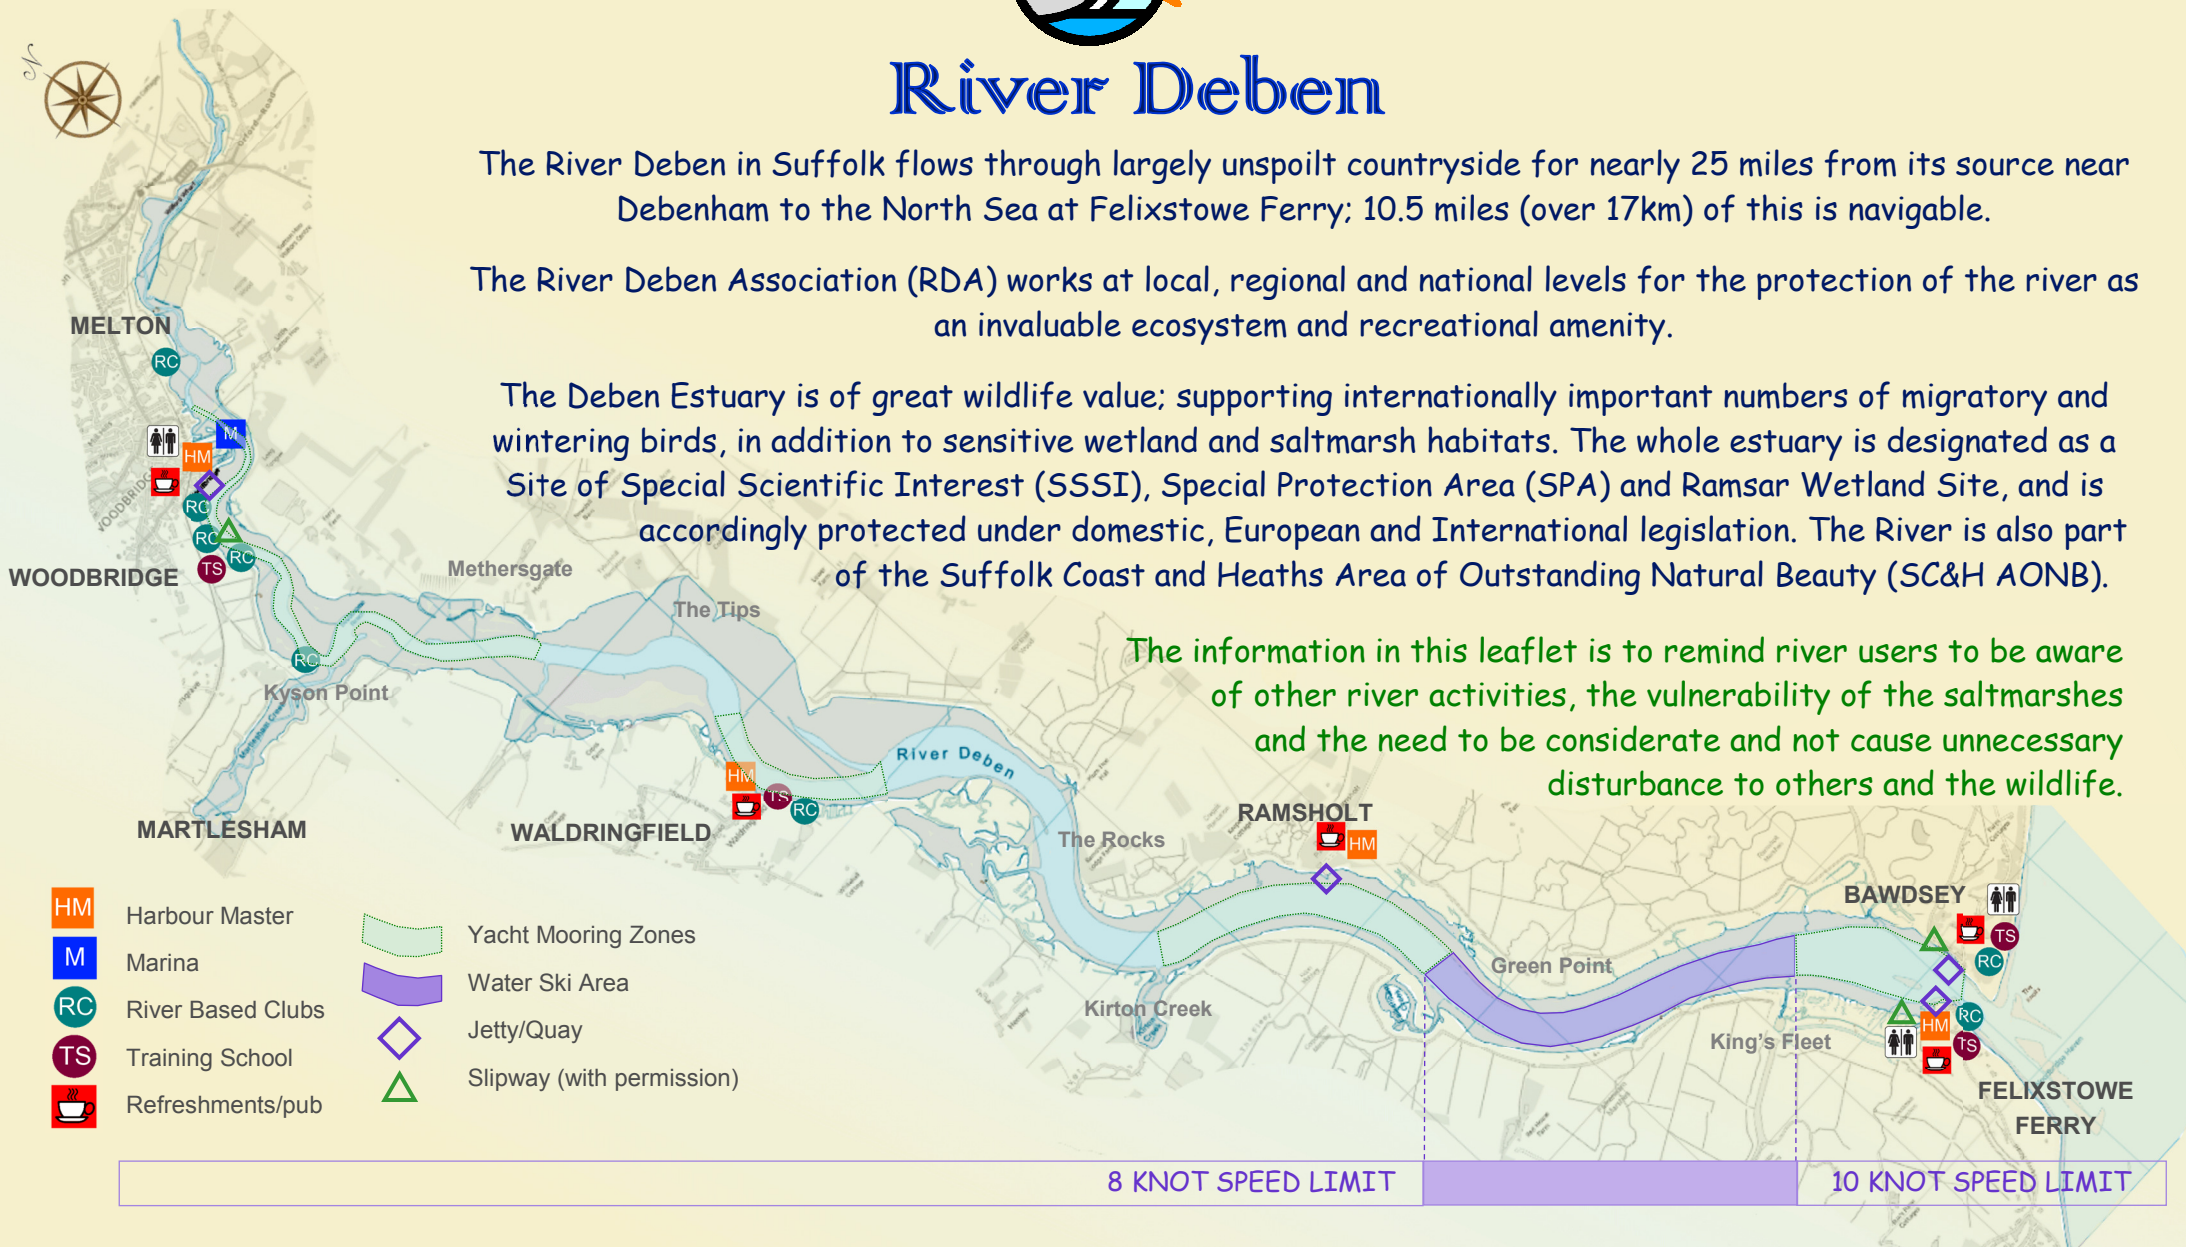 N
River Deben
The River Deben in Suffolk flows through largely unspoilt countryside for nearly 25 miles from its source near
Debenham to the North Sea at Felixstowe Ferry; 10.5 miles (over 17km) of this is navigable.
The River Deben Association (RDA) works at local, regional and national levels for the protection of the river as
an invaluable ecosystem and recreational amenity.
The Deben Estuary is of great wildlife value; supporting internationally important numbers of migratory and
wintering birds, in addition to sensitive wetland and saltmarsh habitats. The whole estuary is designated as a
Site of Special Scientific Interest (SSSI), Special Protection Area (SPA) and Ramsar Wetland Site, and is
accordingly protected under domestic, European and International legislation. The River is also part
of the Suffolk Coast and Heaths Area of Outstanding Natural Beauty (SC&H AONB).
The information in this leaflet is to remind river users to be aware
of other river activities, the vulnerability of the saltmarshes
and the need to be considerate and not cause unnecessary
disturbance to others and the wildlife.
MELTON
RC
M
HM
WOODBRIDGE
RC
RC
RC
TS
WOODBRIDGE
Methersgate
The Tips
RC
Kyson Point
Martlesham Creek
MARTLESHAM
River Deben
HM
TS
RC
WALDRINGFIELD
Waldringfield
The Rocks
RAMSHOLT
HM
Kirton Creek
Green Point
King's Fleet
BAWDSEY
TS
RC
RC
HM
TS
FELIXSTOWE
FERRY
HM
Harbour Master
M
Marina
RC
River Based Clubs
TS
Training School
Refreshments/pub
Yacht Mooring Zones
Water Ski Area
Jetty/Quay
Slipway (with permission)
8 KNOT SPEED LIMIT
10 KNOT SPEED LIMIT